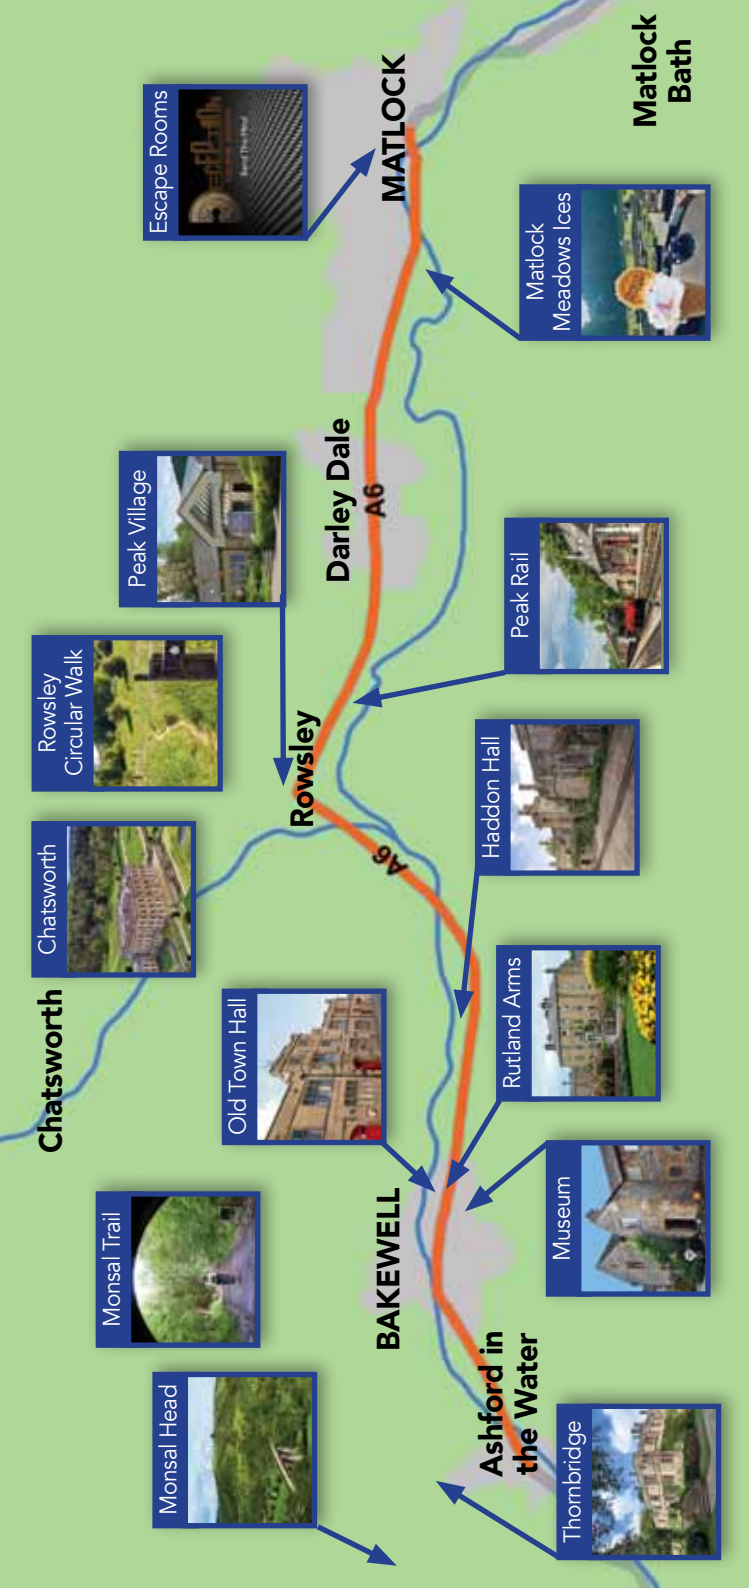 Monsal Head
Monsal Trail
Chatsworth
Chatsworth
Rowsley
Circular Walk
Peak Village
Escape Rooms
Old Town Hall
BAKEWELL
Rowsley
Darley Dale
MATLOCK
A6
A6
Ashford in
the Water
Thornbridge
Museum
Rutland Arms
Haddon Hall
Peak Rail
Matlock
Meadows Ices
Matlock
Bath